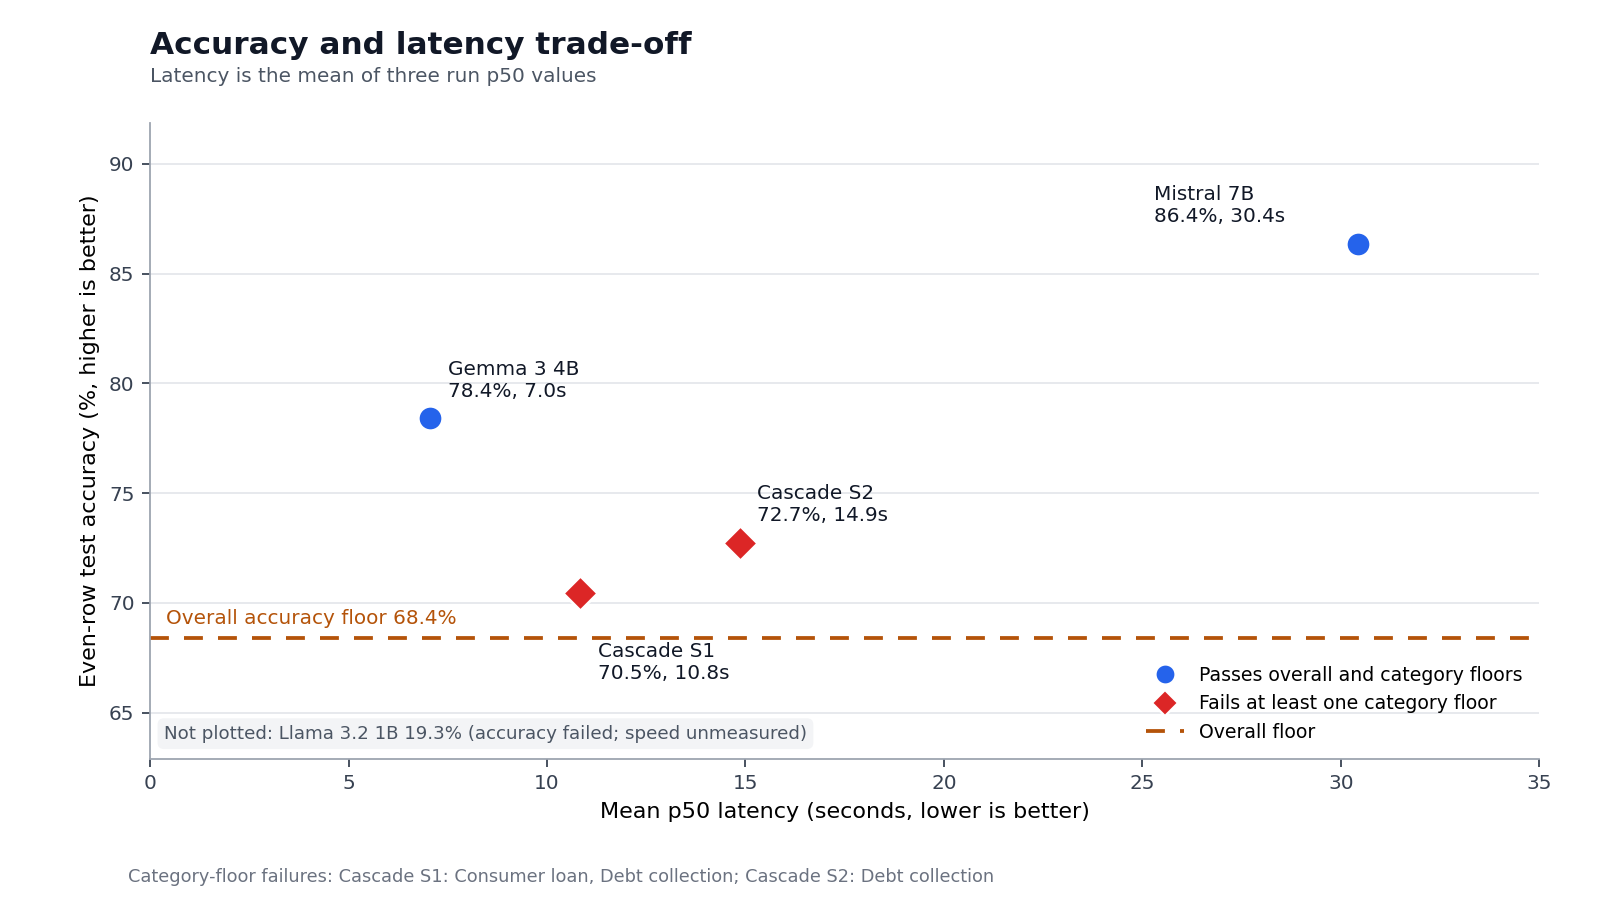 Accuracy and latency trade-off
Latency is the mean of three run p50 values
Even-row test accuracy (%, higher is better)
90
85
80
75
70
65
Mistral 7B
86.4%, 30.4s
Gemma 3 4B
78.4%, 7.0s
Cascade S2
72.7%, 14.9s
Overall accuracy floor 68.4%
Cascade S1
70.5%, 10.8s
Passes overall and category floors
Fails at least one category floor
Overall floor
Not plotted: Llama 3.2 1B 19.3% (accuracy failed; speed unmeasured)
0 5 10 15 20 25 30 35
Mean p50 latency (seconds, lower is better)
Category-floor failures: Cascade S1: Consumer loan, Debt collection; Cascade S2: Debt collection